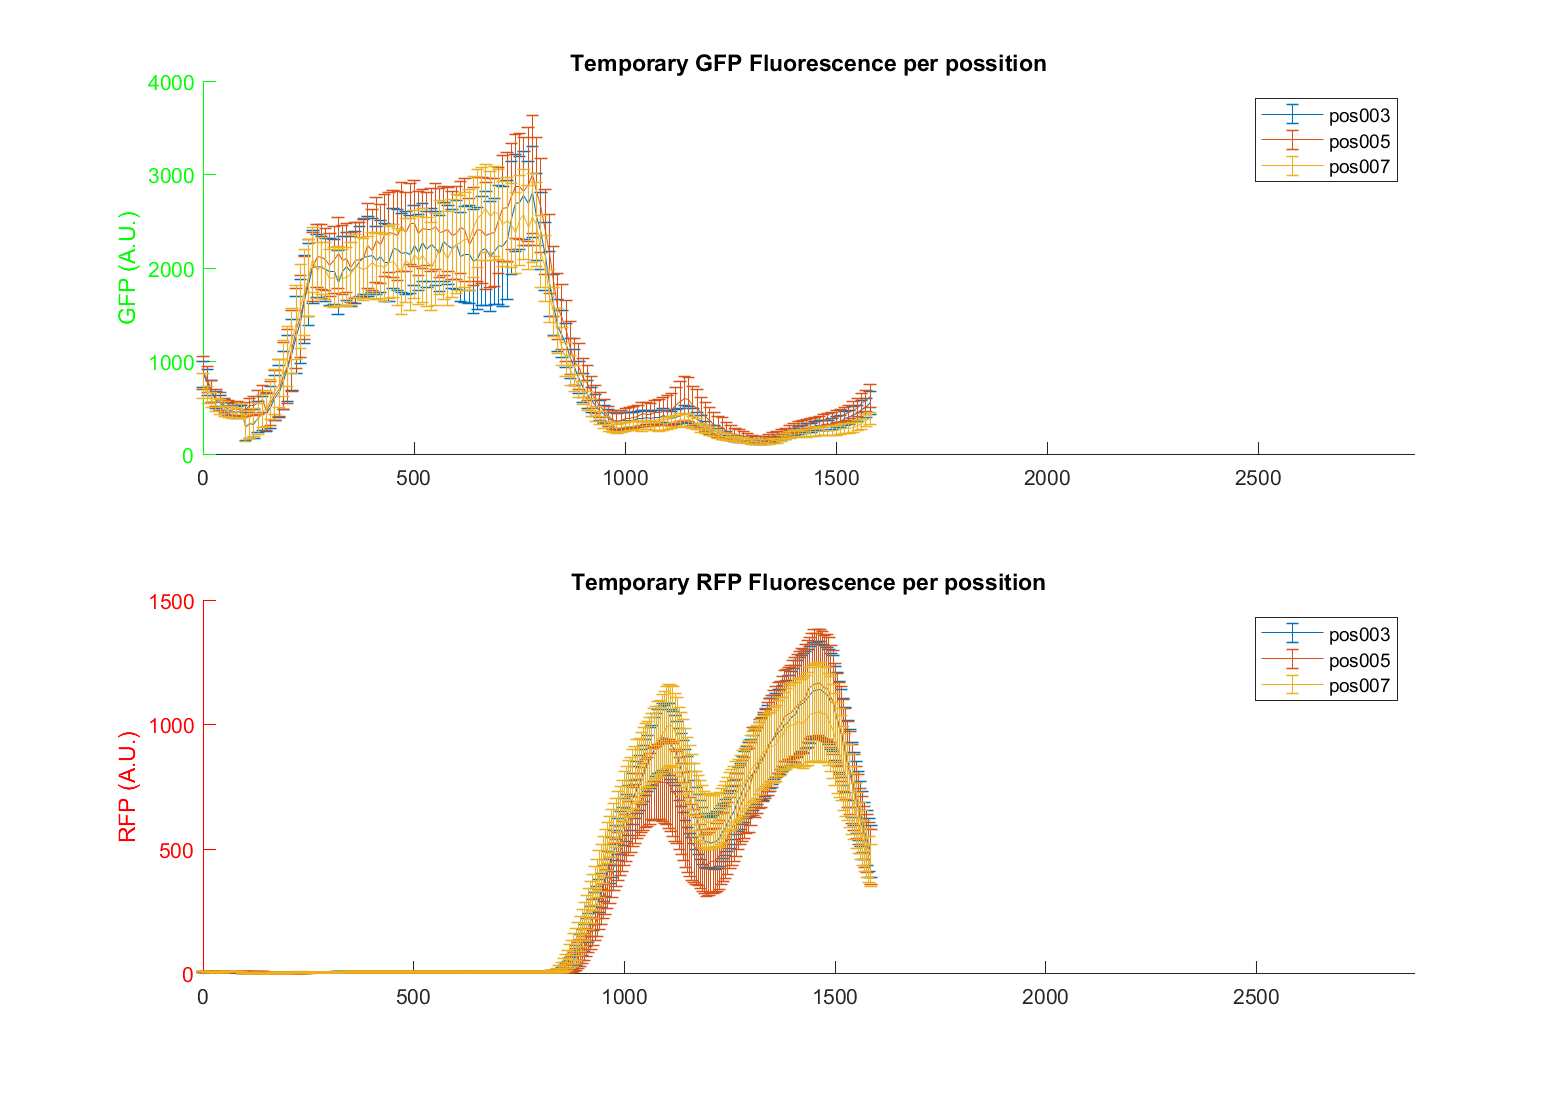 Temporary GFP Fluorescence per possition
4000
3000
2000
1000
0
GFP (A.U.)
0 500 1000 1500 2000 2500
pos003
pos005
pos007
Temporary RFP Fluorescence per possition
1500
1000
500
0
RFP (A.U.)
0 500 1000 1500 2000 2500
pos003
pos005
pos007